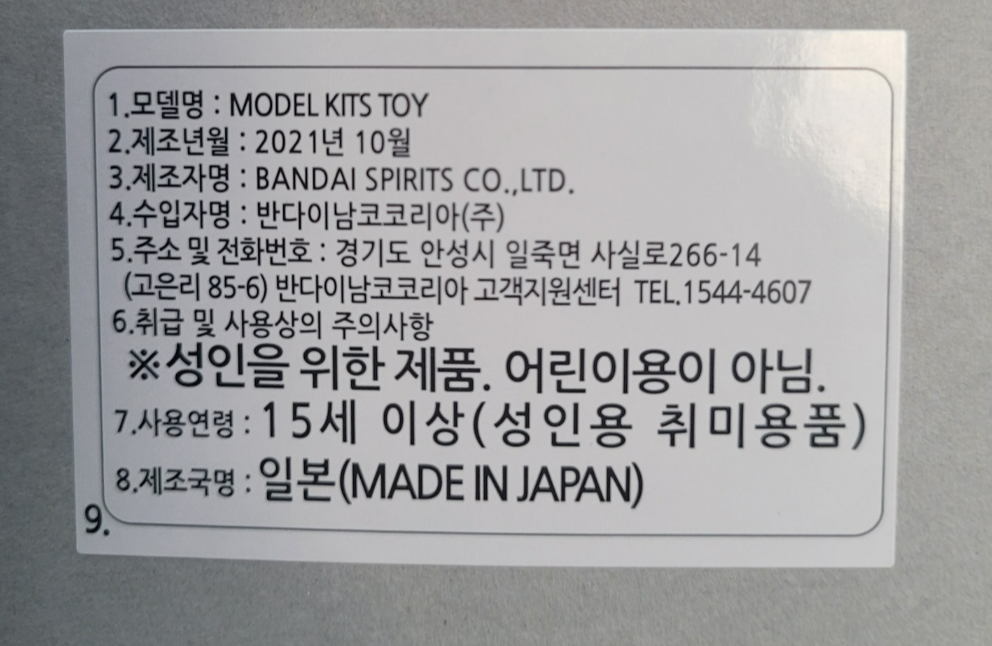 1.모델명 : MODEL KITS TOY
2.제조년월 : 2021년 10월
3.제조자명 : BANDAI SPIRITS CO.,LTD.
4.수입자명 : 반다이남코코리아(주)
5.주소 및 전화번호 : 경기도 안성시 일죽면 사실로266-14
(고은리 85-6) 반다이남코코리아 고객지원센터 TEL.1544-4607
6.취급 및 사용상의 주의사항
※성인을 위한 제품. 어린이용이 아님.
7.사용연령 : 15세 이상(성인용 취미용품)
8.제조국명 : 일본(MADE IN JAPAN)
9.